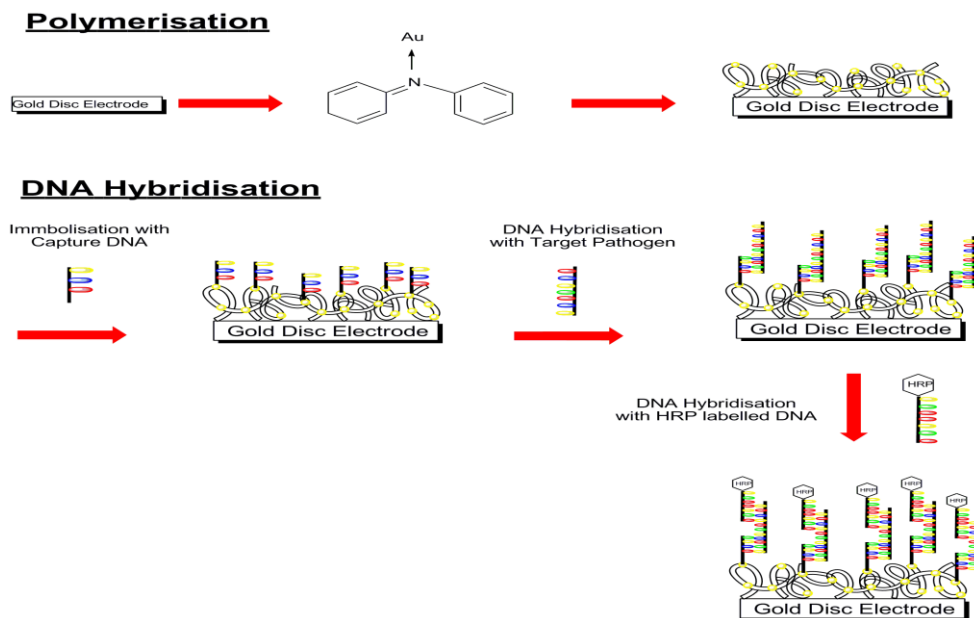 Polymerisation
Au
N
Gold Disc Electrode
Gold Disc Electrode
DNA Hybridisation
Immbolisation with
Capture DNA
DNA Hybridisation
with Target Pathogen
Gold Disc Electrode
Gold Disc Electrode
DNA Hybridisation
with HRP labelled DNA
HRP
HRP
HRP
HRP
HRP
HRP
Gold Disc Electrode